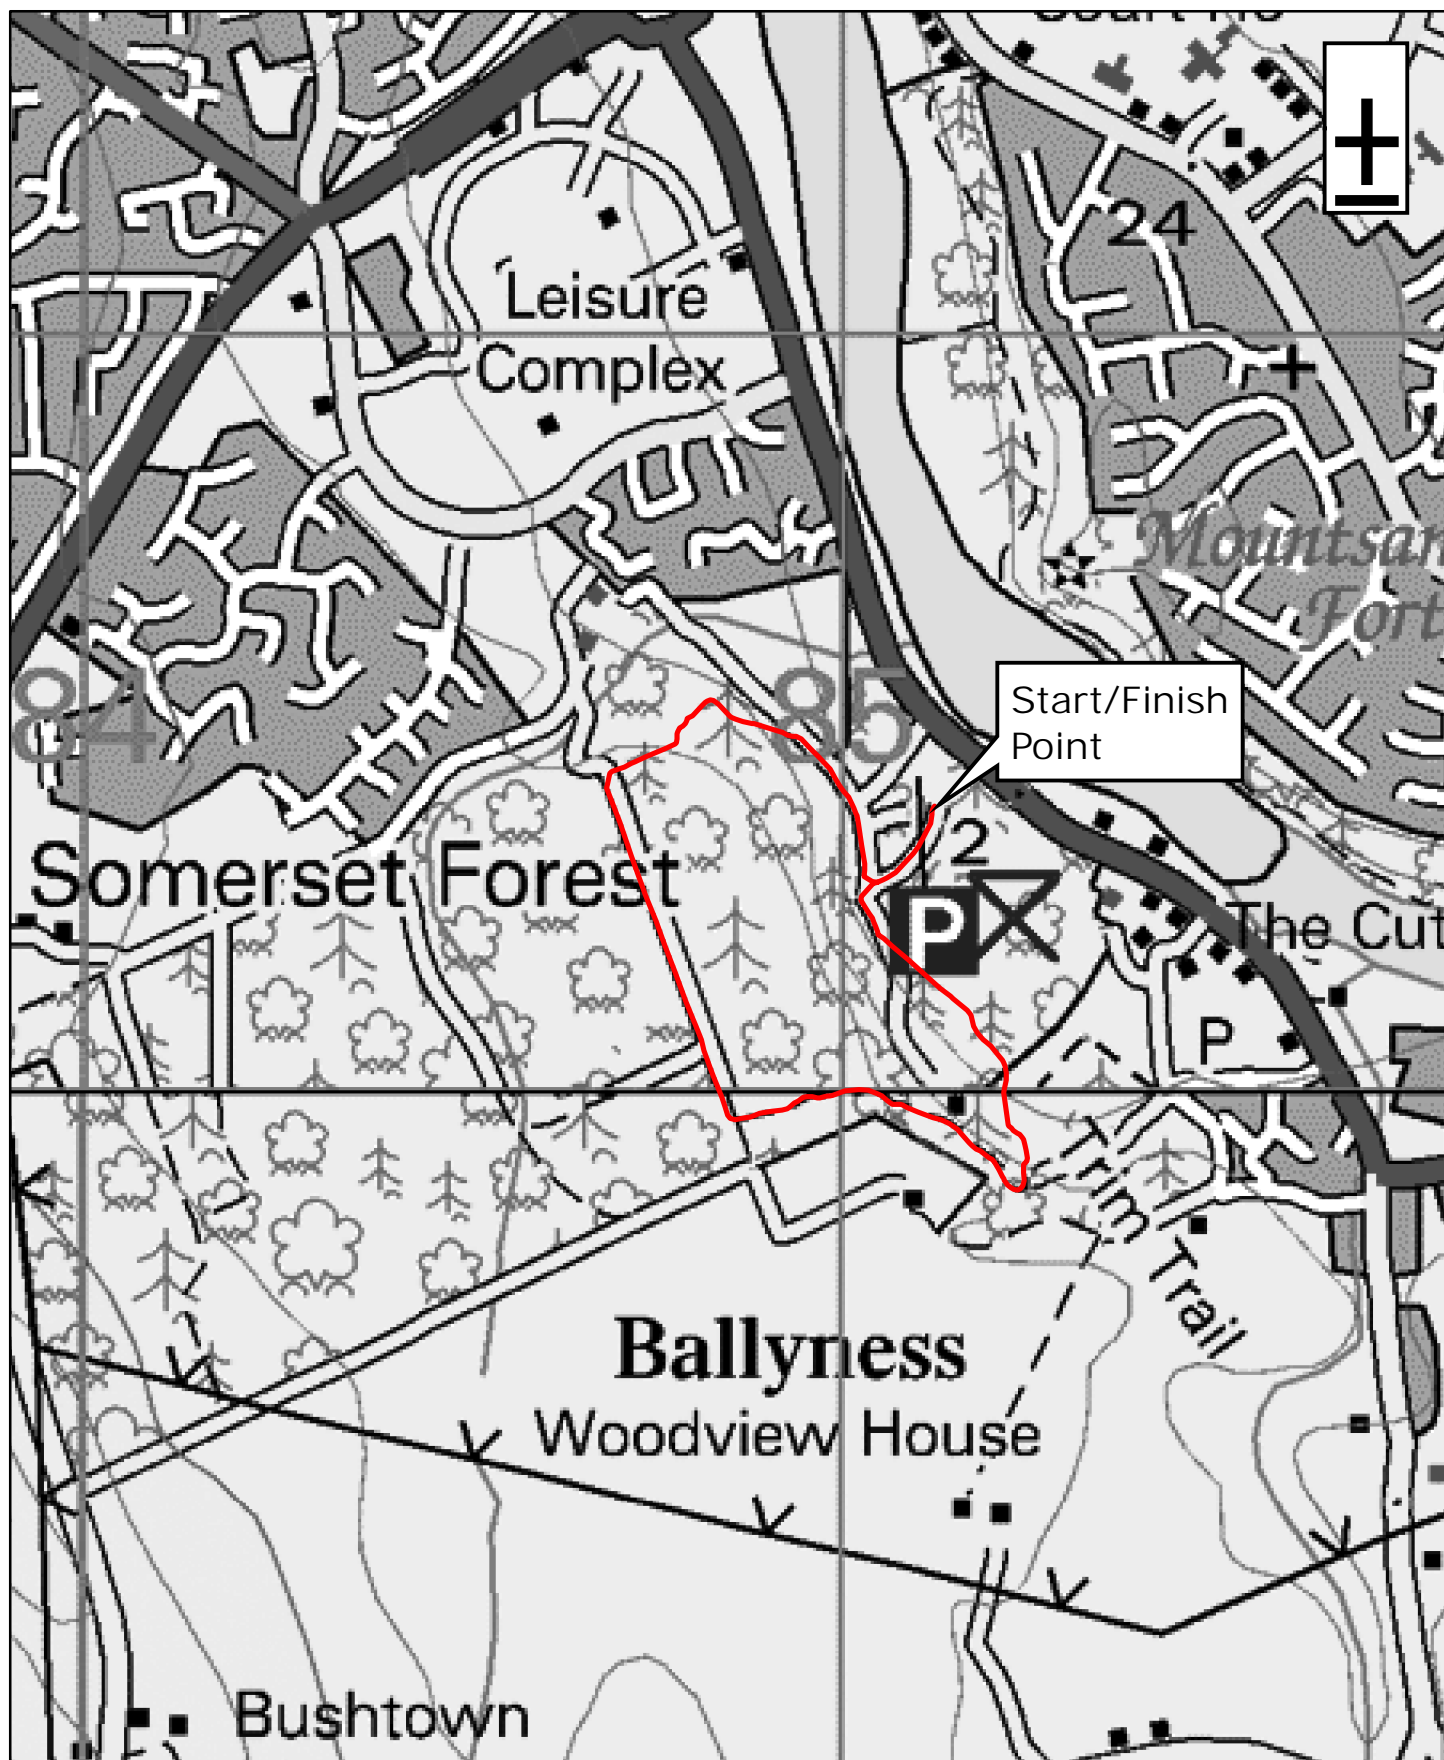 24
Leisure
Complex
Mountsan
Fort
84
85
Start/Finish
Point
2
Somerset Forest
P
The Cut
P
Trim Trail
Ballyness
Woodview House
Bushtown